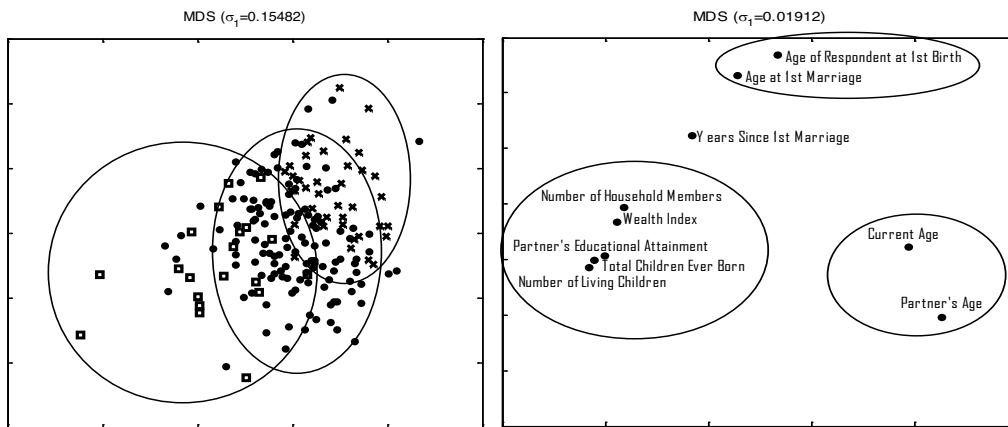 MDS (σ1=0.15482)
MDS (σ1=0.01912)
Age of Respondent at 1st Birth
Age at 1st Marriage
Y ears Since 1st Marriage
Number of Household Members
Wealth Index
Partner's Educational Attainment
Total Children Ever Born
Number of Living Children
Current Age
Partner's Age